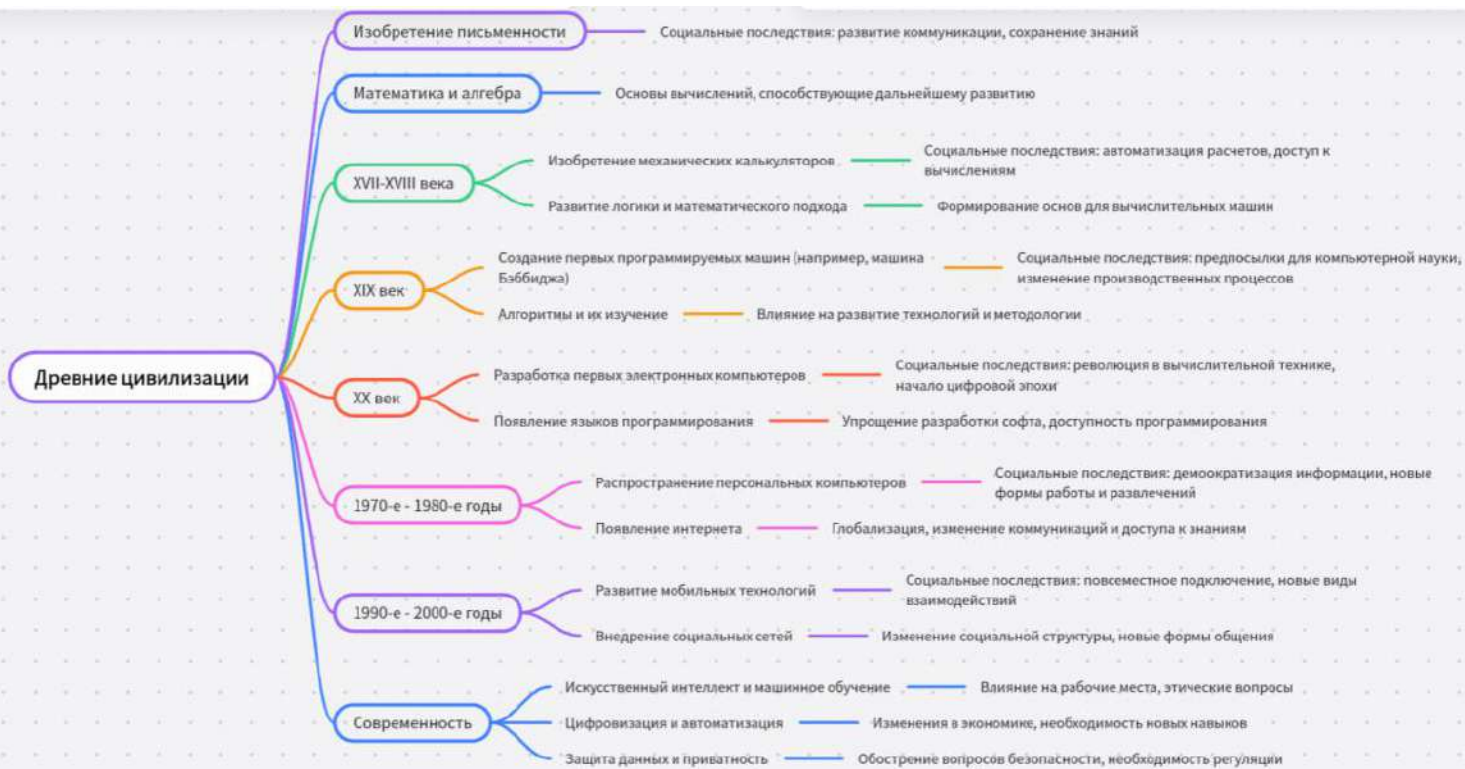 Изобретение письменности
Социальные последствия: развитие коммуникации, сохранение знаний
Математика и алгебра
Основы вычислений, способствующие дальнейшему развитию
XVII-XVIII века
Изобретение механических калькуляторов
Социальные последствия: автоматизация расчетов, доступ к
вычислениям
Развитие логики и математического подхода
Формирование основ для вычислительных машин
XIX век
Создание первых программируемых машин (например, машина
Бэббиджа)
Социальные последствия: предпосылки для компьютерной науки,
изменение производственных процессов
Алгоритмы и их изучение
Влияние на развитие технологий и методологии
Древние цивилизации
XX век
Разработка первых электронных компьютеров
Социальные последствия: революция в вычислительной технике,
начало цифровой эпохи
Появление языков программирования
Упрощение разработки софта, доступность программирования
1970-е - 1980-е годы
Распространение персональных компьютеров
Социальные последствия: демоократизация информации, новые
формы работы и развлечений
Появление интернета
Глобализация, изменение коммуникаций и доступа к знаниям
1990-е - 2000-е годы
Развитие мобильных технологий
Социальные последствия: повсеместное подключение, новые виды
взаимодействий
Внедрение социальных сетей
Изменение социальной структуры, новые формы общения
Современность
Искусственный интеллект и машинное обучение
Влияние на рабочие места, этические вопросы
Цифровизация и автоматизация
Изменения в экономике, необходимость новых навыков
Защита данных и приватность
Обострение вопросов безопасности, необходимость регуляции